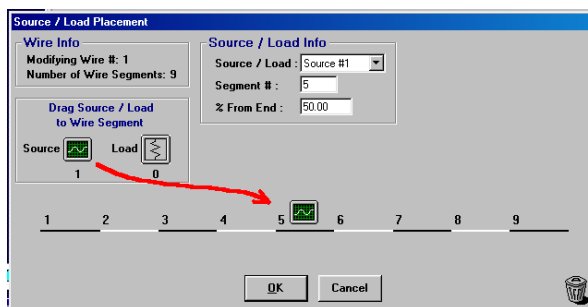 Source / Load Placement
Wire Info
Modifying Wire #: 1
Number of Wire Segments: 9
Source / Load Info
Source / Load : Source #1
Segment # : 5
% From End : 50.00
Drag Source / Load
to Wire Segment
Source Load
1 0
1 2 3 4 5 6 7 8 9
OK Cancel